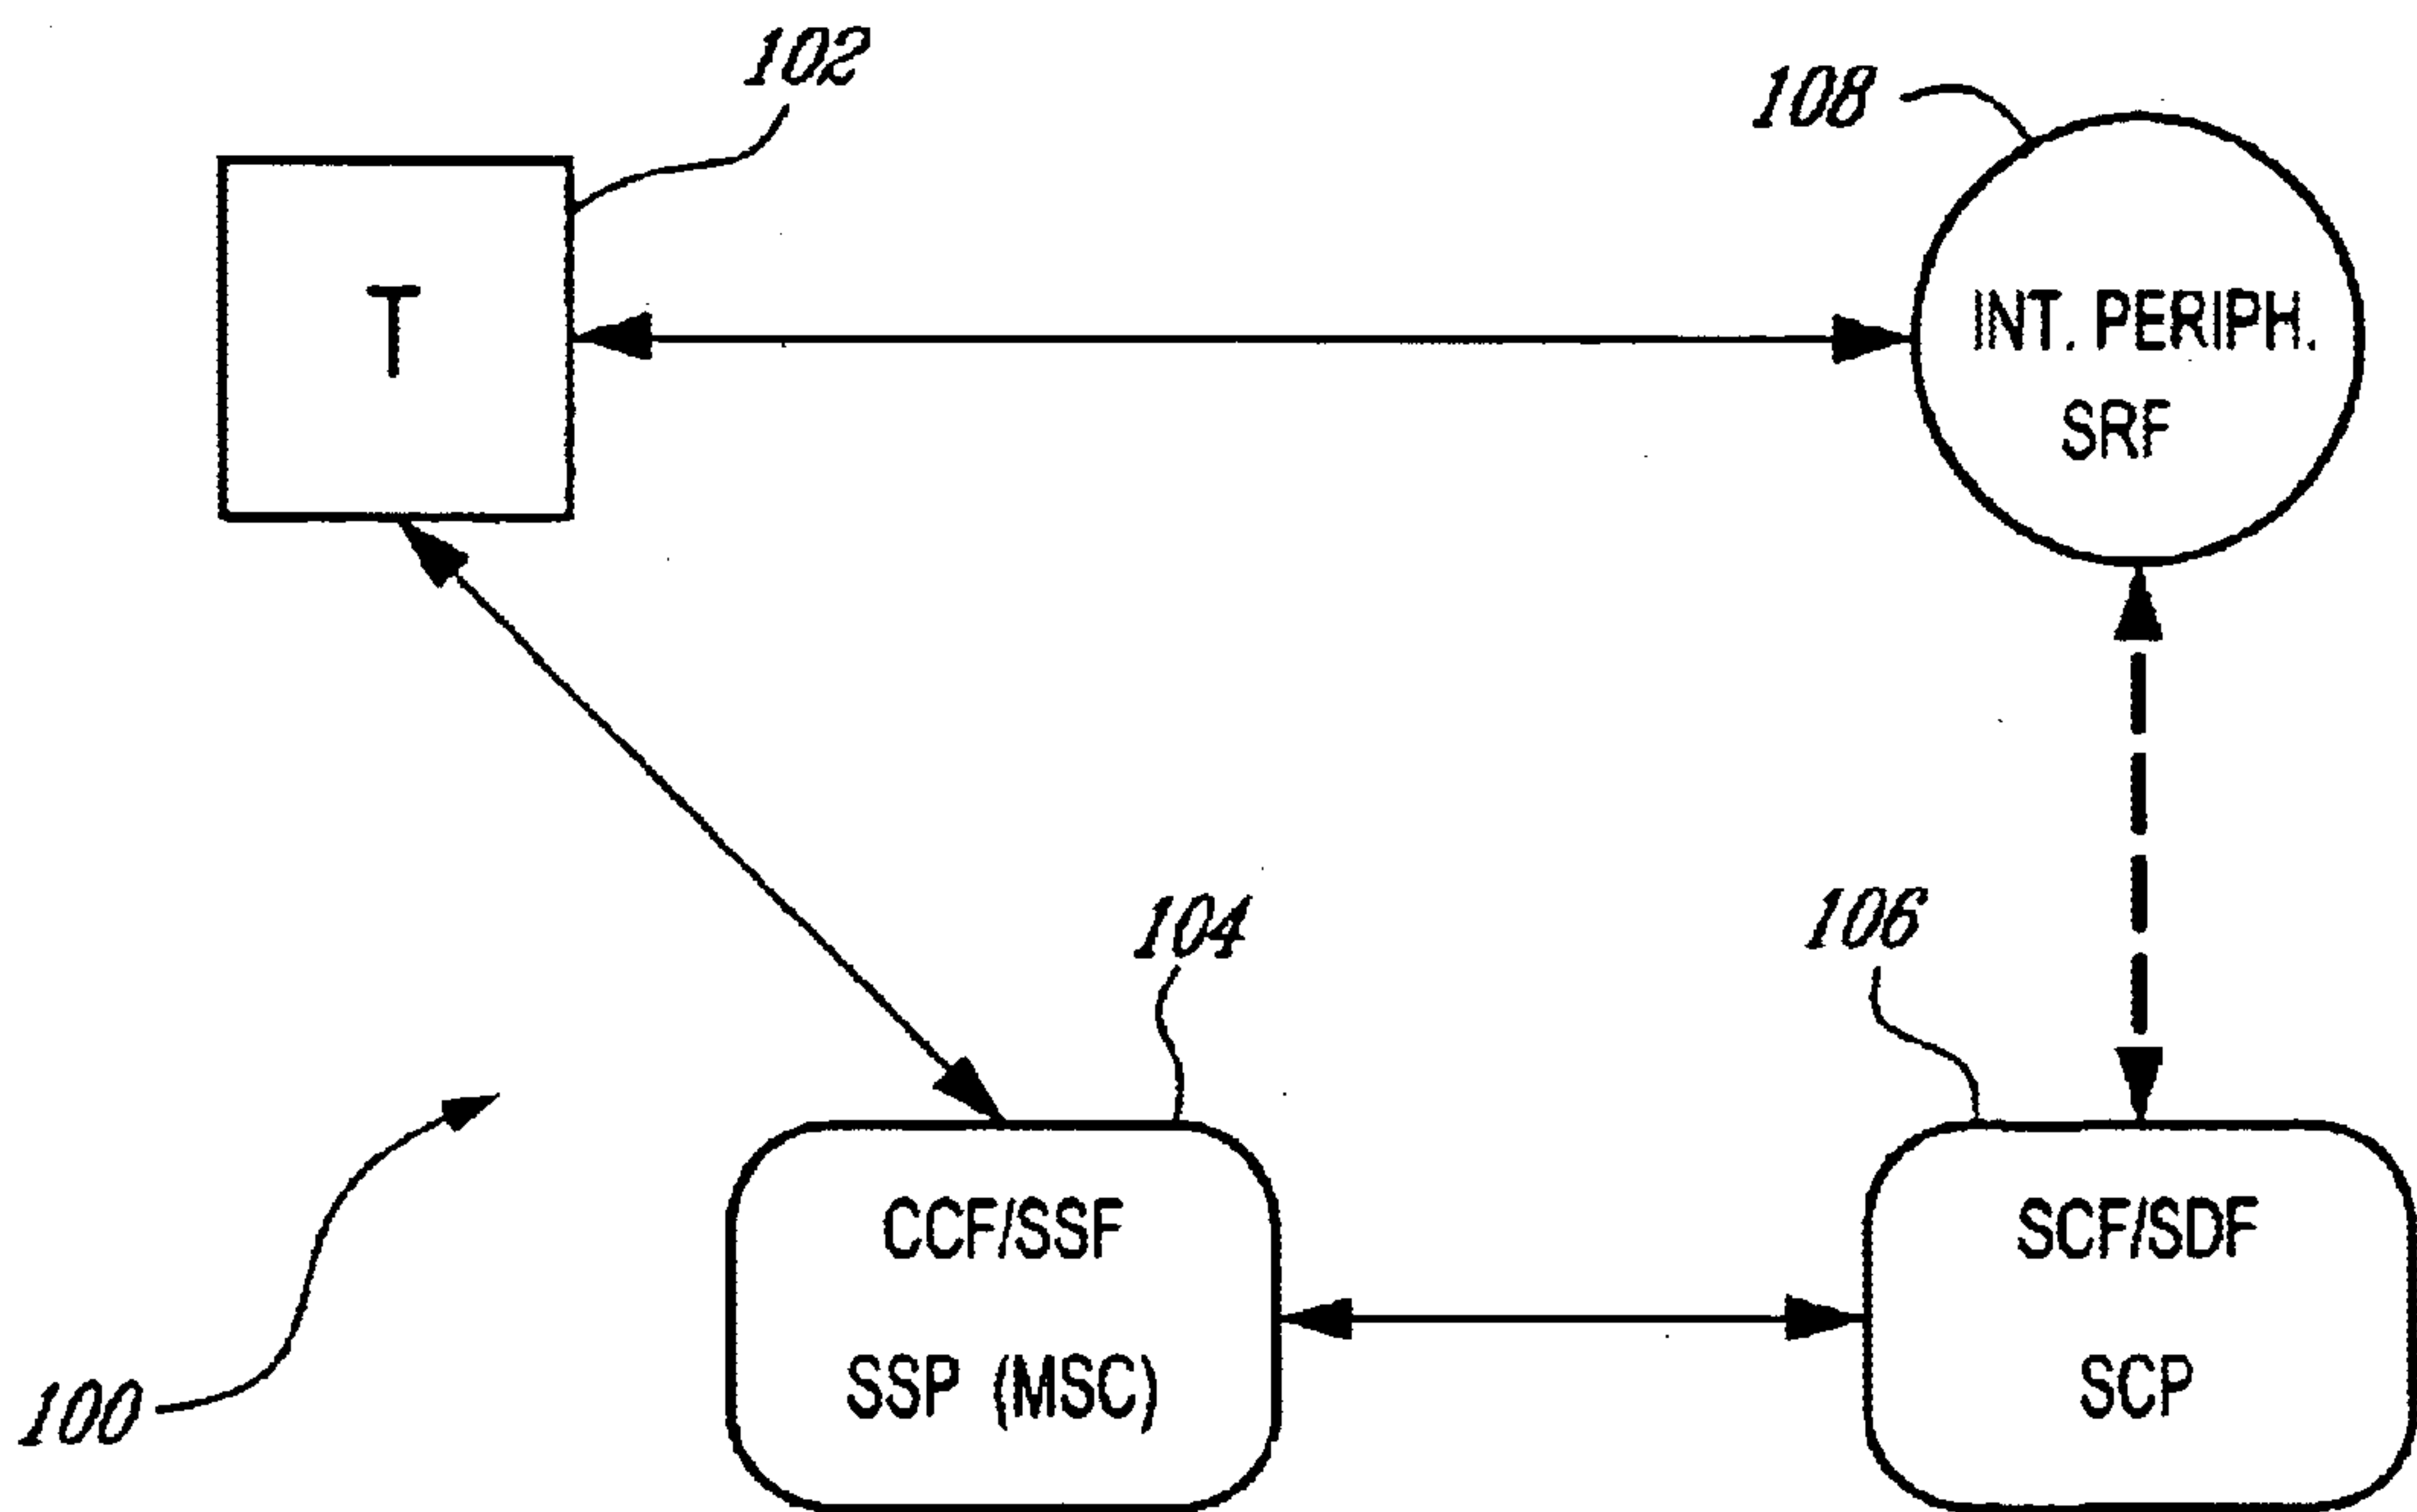 102
108
T
INT. PERIPH.
SRF
104
106
CCF/SSF
SSP (MSC)
SCF/SDF
SCP
100